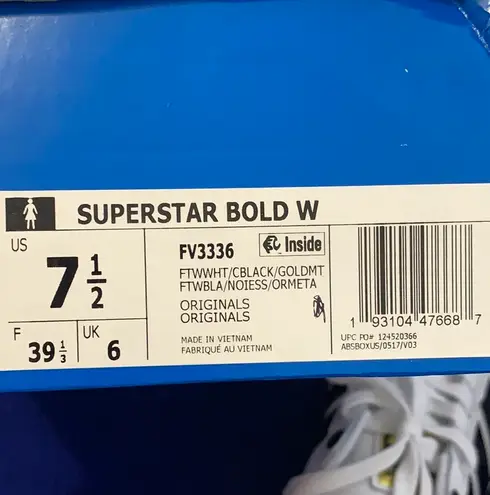 SUPERSTAR BOLD W
US
7 1/2
F
39 1/3
UK
6
FV3336
Inside
FTWWHT/CBLACK/GOLDMT
FTWBLA/NOIESS/ORMETA
ORIGINALS
ORIGINALS
MADE IN VIETNAM
FABRIQUÉ AU VIETNAM
1 93104 47668 7
UPC PO# 124520366
ABSBOXUS/0517/V03